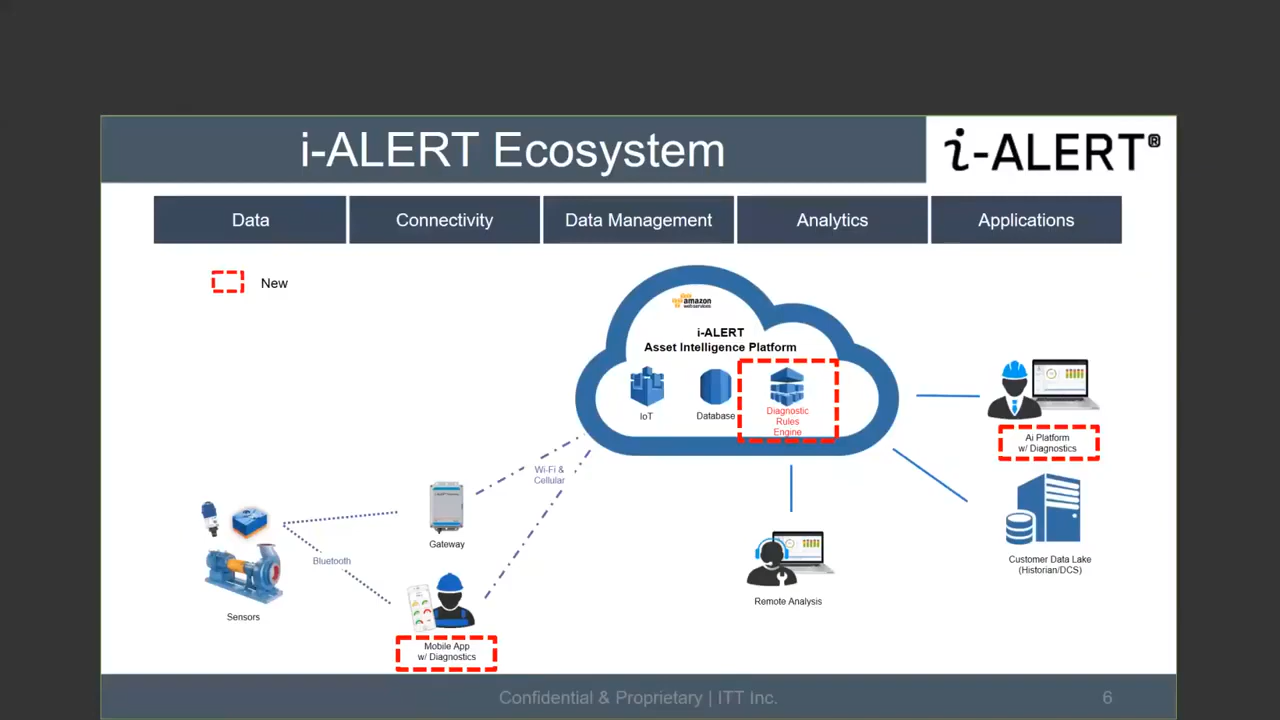 i-ALERT Ecosystem
i-ALERT®
Data
Connectivity
Data Management
Analytics
Applications
New
amazon
web services
i-ALERT
Asset Intelligence Platform
IoT
Database
Diagnostic
Rules
Engine
Ai Platform
w/ Diagnostics
Wi-Fi &
Cellular
Gateway
Bluetooth
Customer Data Lake
(Historian/DCS)
Remote Analysis
Sensors
Mobile App
w/ Diagnostics
Confidential & Proprietary | ITT Inc.
6